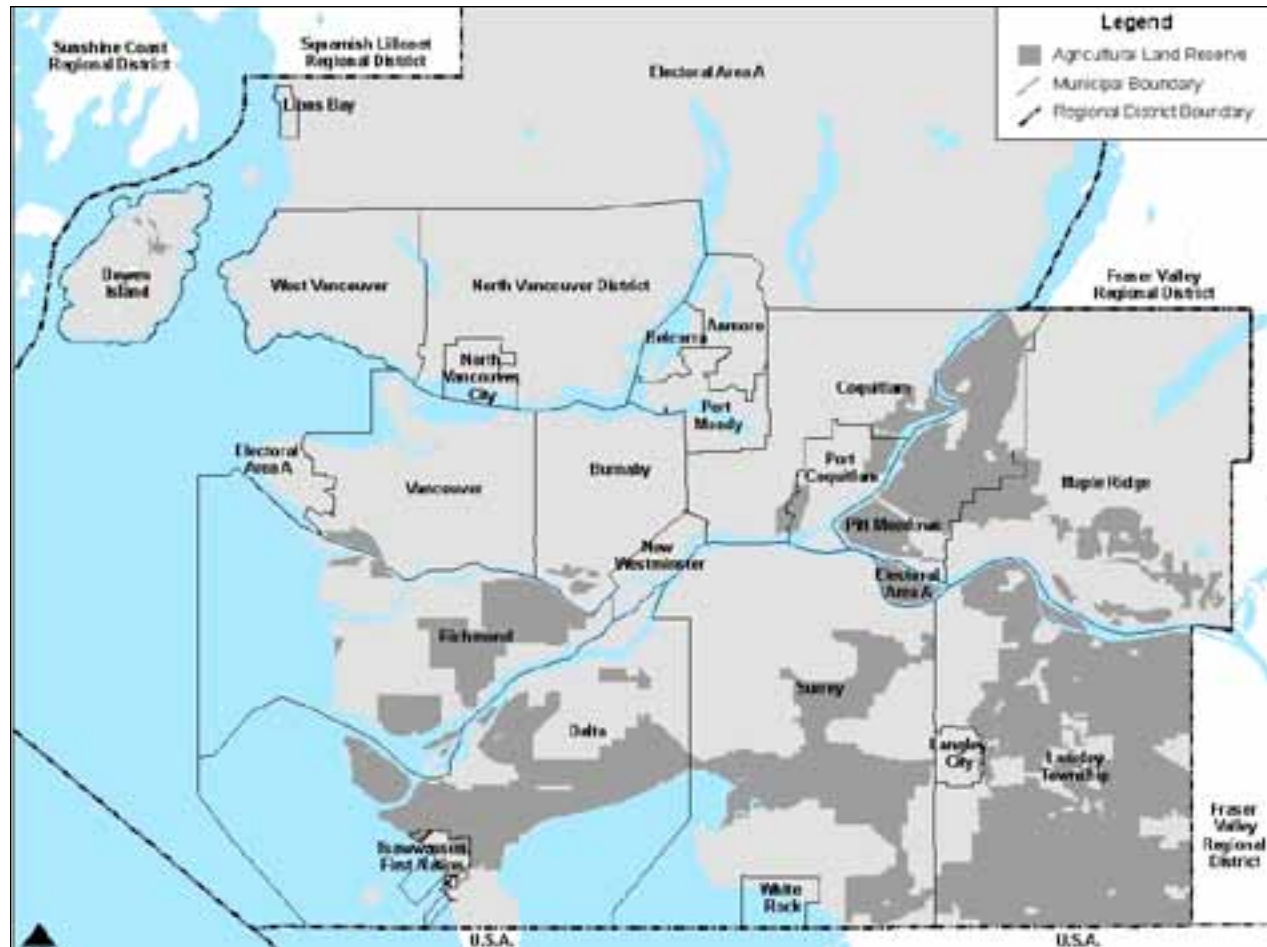 Sunshine Coast
Regional District
Squamish Lillooet
Regional District
Electoral Area A
Legend
Agricultural Land Reserve
Municipal Boundary
Regional District Boundary
Lions Bay
Bowen
Island
West Vancouver
North Vancouver District
Fraser Valley
Regional District
Belcarra
Anmore
North
Vancouver
City
Coquitlam
Port
Moody
Electoral
Area A
Vancouver
Burnaby
Port
Coquitlam
Maple Ridge
Pitt Meadows
New
Westminster
Electoral
Area A
Richmond
Surrey
Delta
Langley
City
Langley
Township
Tsawwassen
First Nation
Fraser
Valley
Regional
District
White
Rock
U.S.A.
U.S.A.